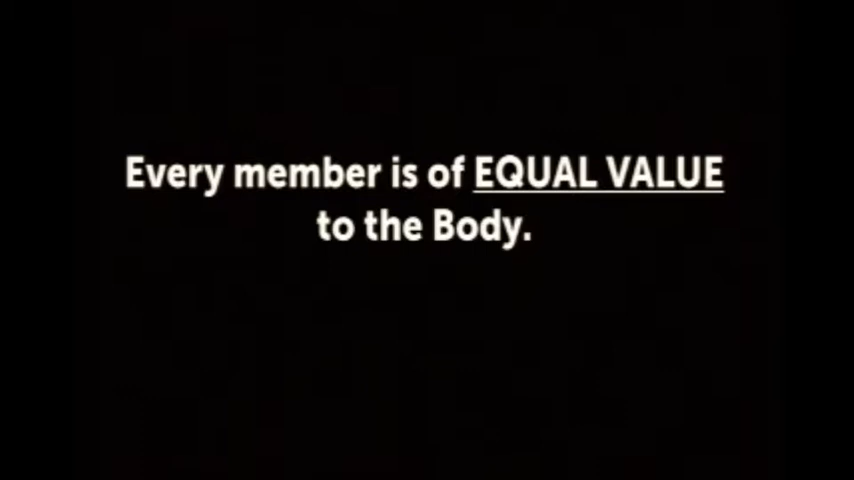 Every member is of EQUAL VALUE
to the Body.